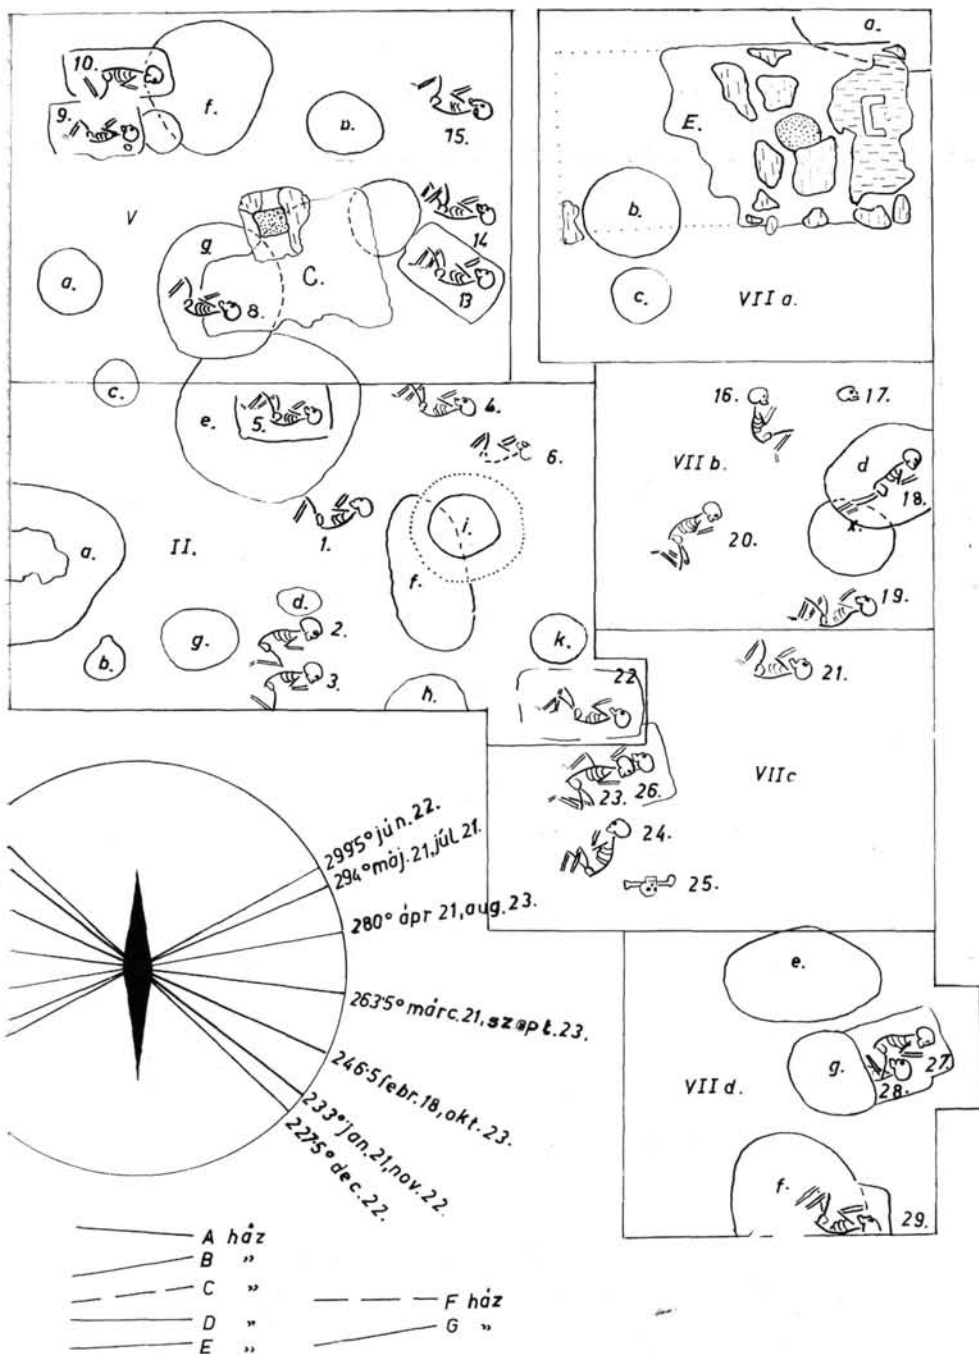 10.
9.
f.
b.
15.
V
14
g
C.
13
a.
8.
c.
a.
E.
b.
c.
VII a.
e.
5.
4.
6.
1.
i.
f.
a.
II.
d.
2.
g.
b.
3.
h.
k.
16.
17.
VII b.
d
18.
x.
20.
19.
22
21.
23. 26.
VII c
24.
25.
e.
g.
27.
28.
VII d.
f.
29.
299·5° jún. 22.
294° máj. 21, júl 21.
280° ápr 21, aug. 23.
263·5° márc. 21, szept. 23.
246·5 febr. 18, okt. 23.
233° jan. 21, nov. 22.
227·5° dec. 22.
A ház
B "
C "
D "
E "
F ház
G "